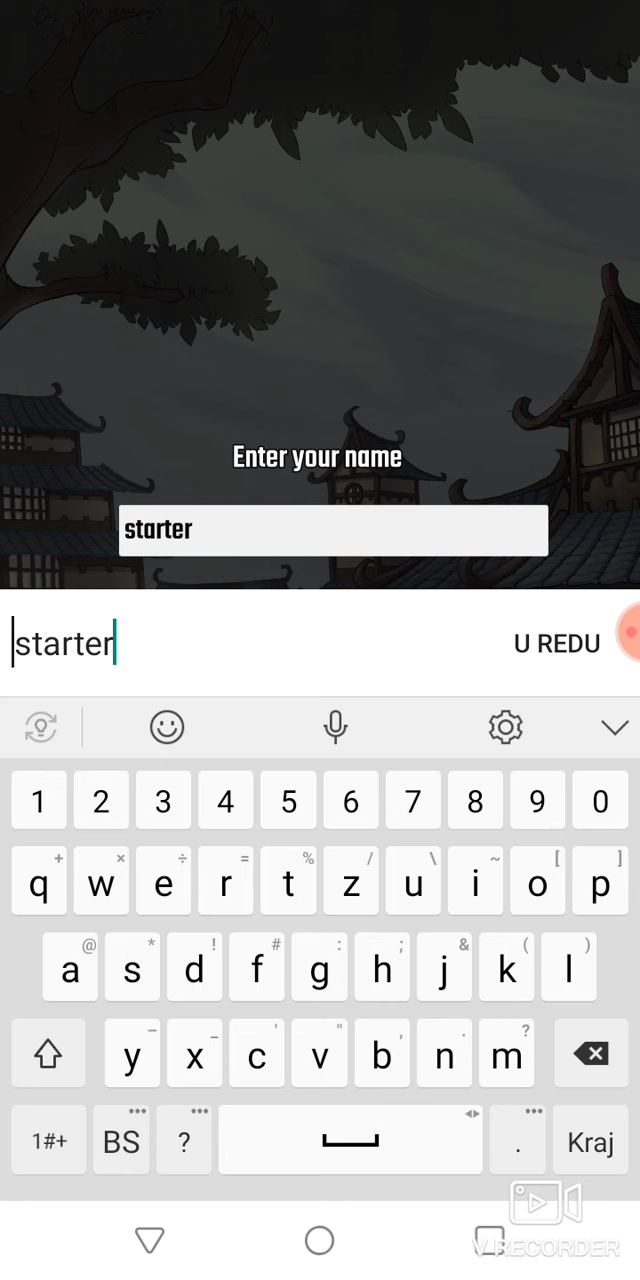 Enter your name
starter
starter
U REDU
1 2 3 4 5 6 7 8 9 0
+ × ÷ = % / \ ~ [ ]
q w e r t z u i o p
@ * ! # : ; & ( )
a s d f g h j k l
– _ ' " , . ?
y x c v b n m
1#+ BS ? . Kraj
V RECORDER